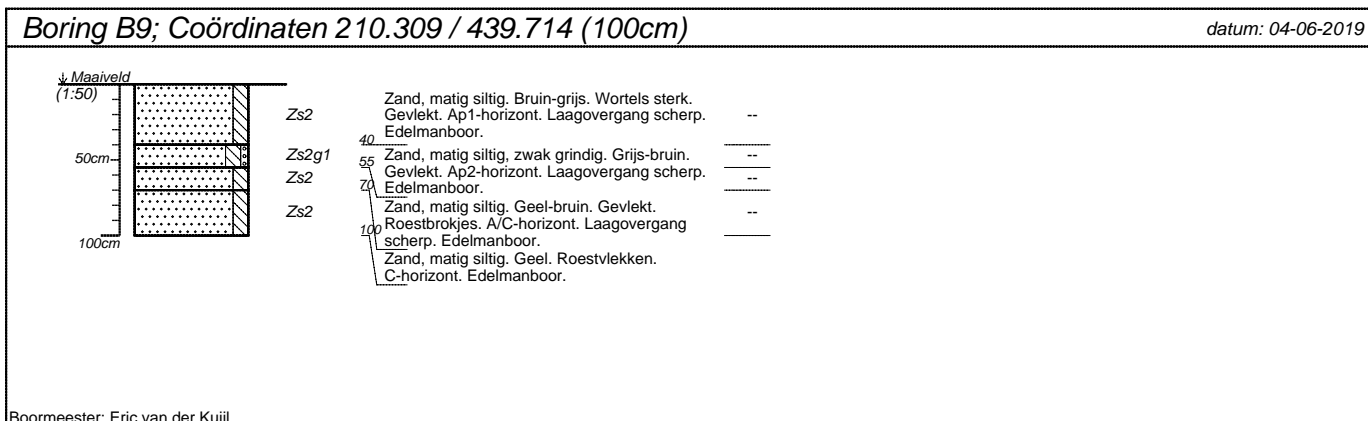 Boring B9; Coördinaten 210.309 / 439.714 (100cm)
datum: 04-06-2019
Maaiveld
(1:50)
50cm
100cm
Zs2
Zs2g1
Zs2
Zs2
40
55
70
100
Zand, matig siltig. Bruin-grijs. Wortels sterk.
Gevlekt. Ap1-horizont. Laagovergang scherp.
Edelmanboor.
Zand, matig siltig, zwak grindig. Grijs-bruin.
Gevlekt. Ap2-horizont. Laagovergang scherp.
Edelmanboor.
Zand, matig siltig. Geel-bruin. Gevlekt.
Roestbrokjes. A/C-horizont. Laagovergang
scherp. Edelmanboor.
Zand, matig siltig. Geel. Roestvlekken.
C-horizont. Edelmanboor.
--
--
--
--
Boormeester: Eric van der Kuijl